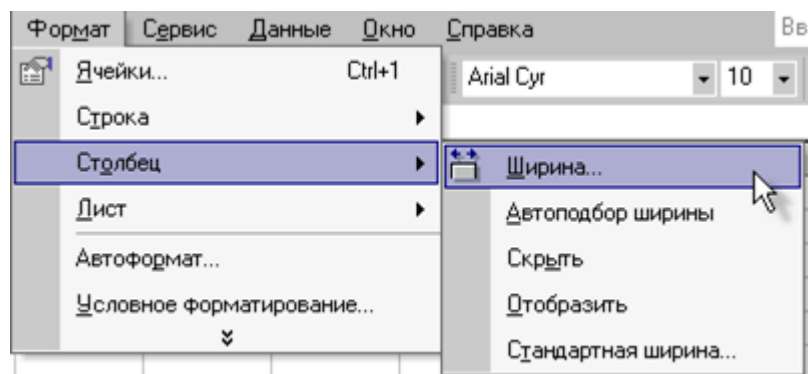 Формат Сервис Данные Окно Справка Вв
Ячейки... Ctrl+1
Arial Cyr 10
Строка
Столбец
Ширина...
Лист
Автоподбор ширины
Автоформат...
Скрыть
Условное форматирование...
Отобразить
Стандартная ширина...